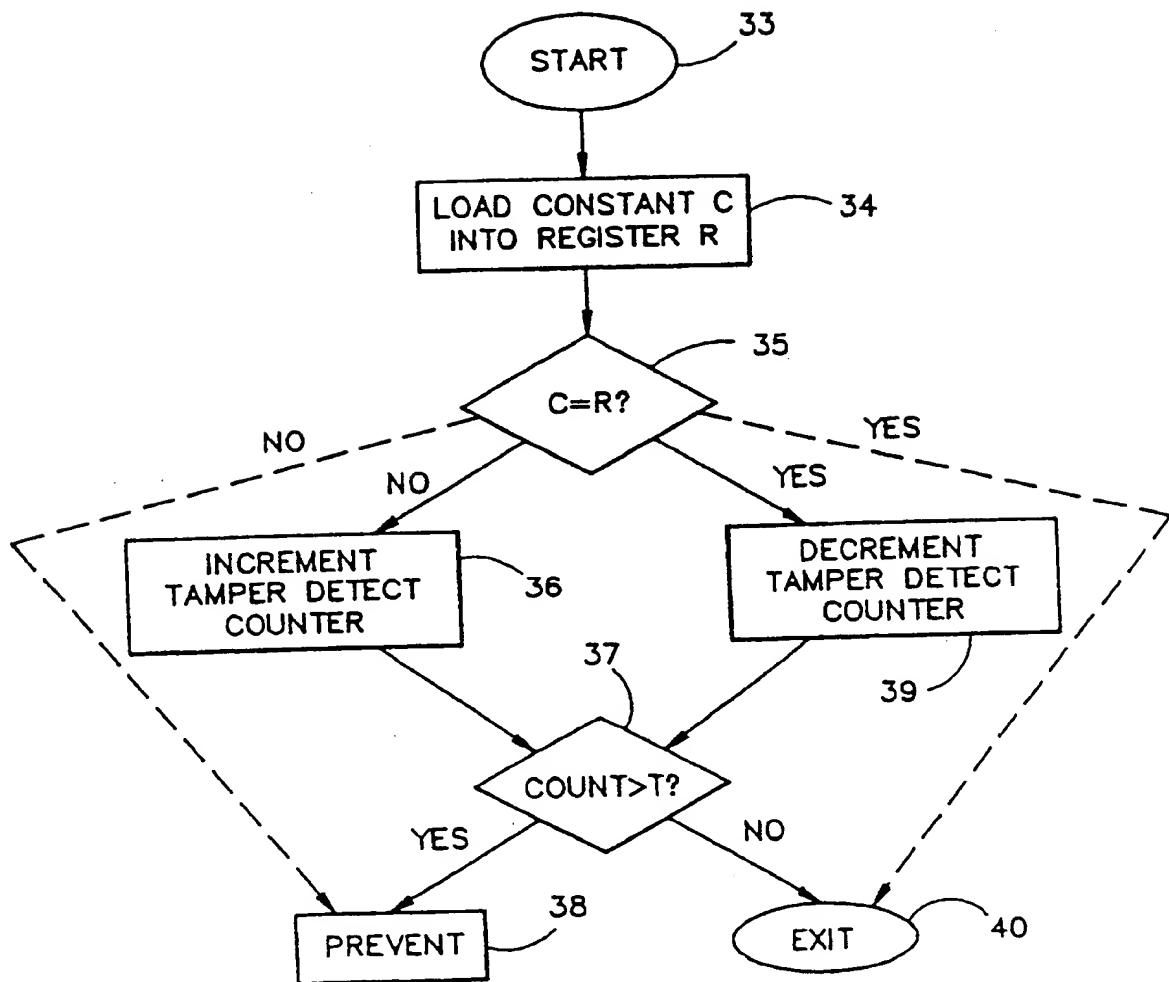 START
33
LOAD CONSTANT C
INTO REGISTER R
34
C=R?
35
NO
YES
NO
YES
INCREMENT
TAMPER DETECT
COUNTER
36
DECREMENT
TAMPER DETECT
COUNTER
39
37
COUNT>T?
YES
NO
PREVENT
38
EXIT
40